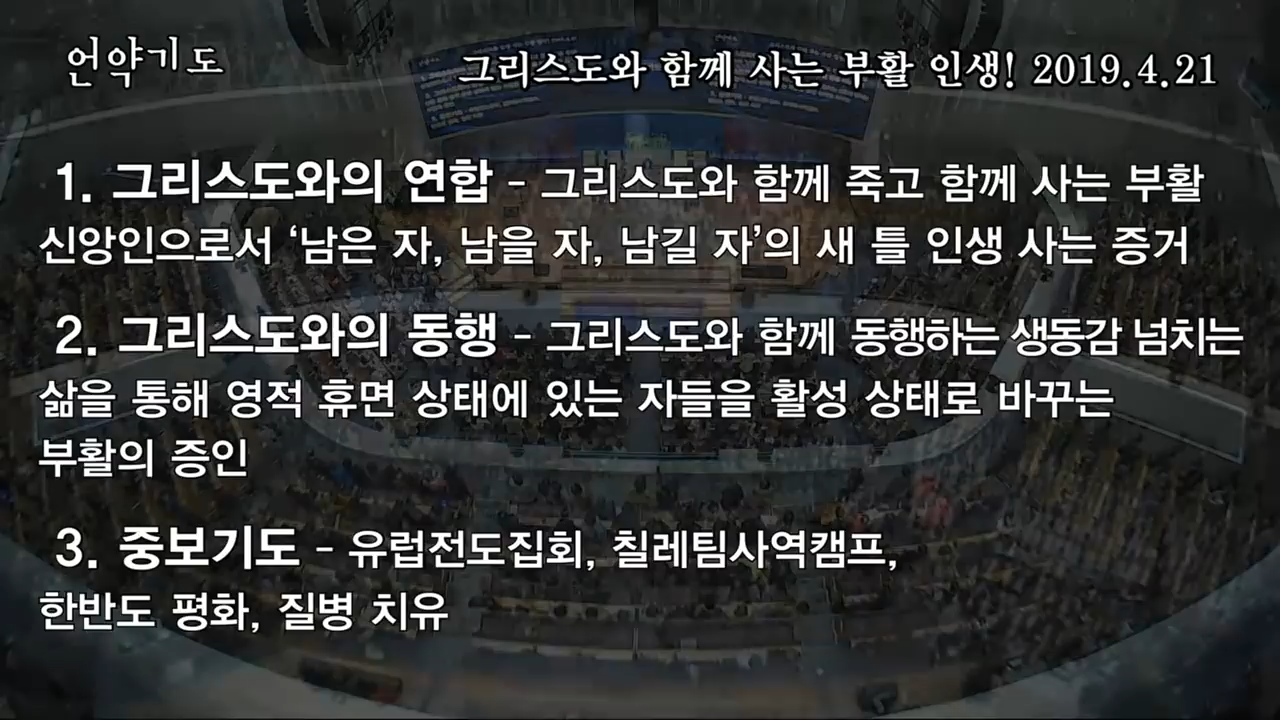 언약기도
그리스도와 함께 사는 부활 인생! 2019.4.21
1. 그리스도와의 연합 - 그리스도와 함께 죽고 함께 사는 부활
신앙인으로서 ‘남은 자, 남을 자, 남길 자’의 새 틀 인생 사는 증거
2. 그리스도와의 동행 - 그리스도와 함께 동행하는 생동감 넘치는
삶을 통해 영적 휴면 상태에 있는 자들을 활성 상태로 바꾸는
부활의 증인
3. 중보기도 - 유럽전도집회, 칠레팀사역캠프,
한반도 평화, 질병 치유